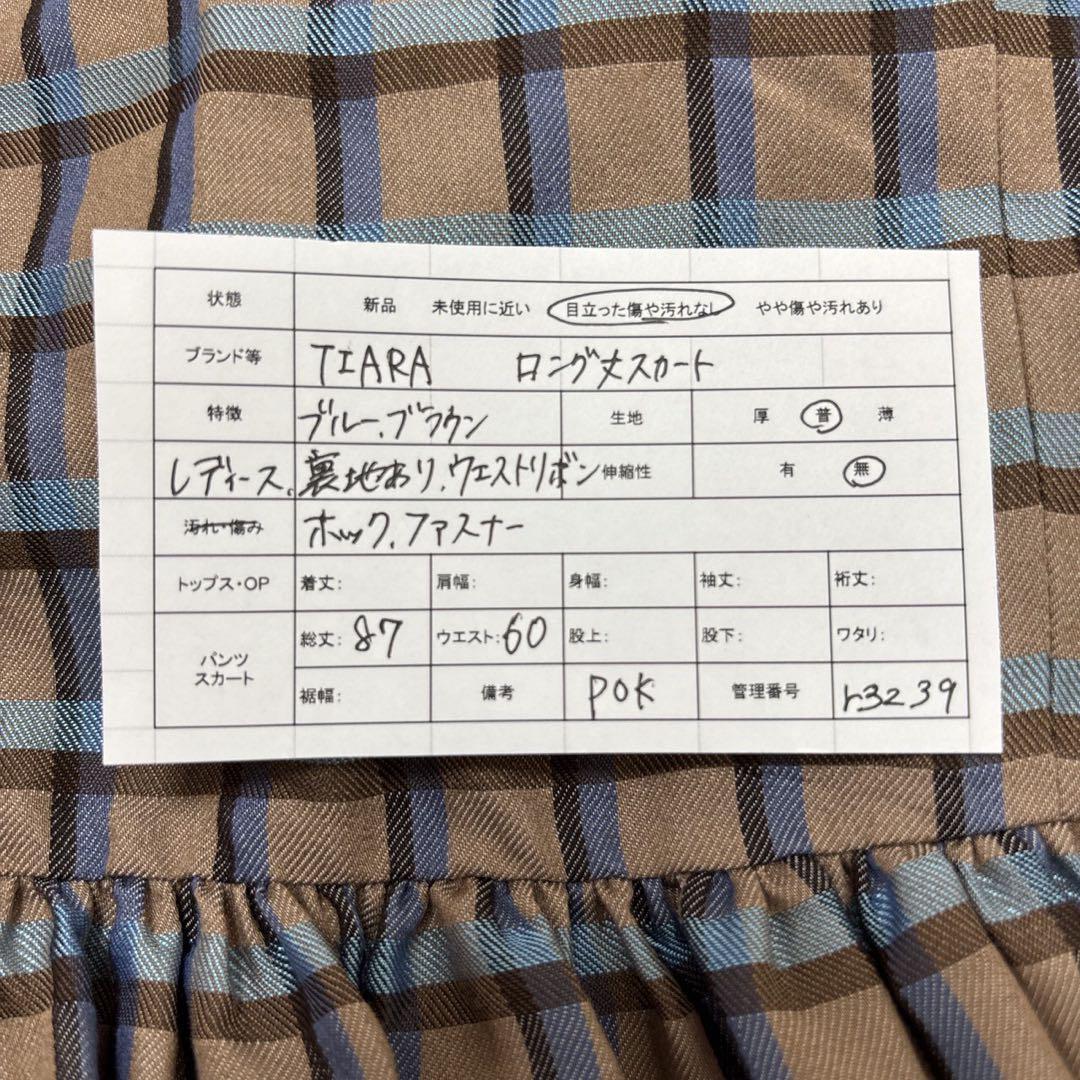 状態 新品 未使用に近い 目立った傷や汚れなし やや傷や汚れあり
ブランド等 TIARA ロング丈スカート
特徴 ブルー、ブラウン 生地 厚 普 薄
レディース、裏地あり、ウエストリボン 伸縮性 有 無
汚れ・傷み ホック、ファスナー
トップス・OP 着丈: 肩幅: 身幅: 袖丈: 裄丈:
パンツ スカート 総丈: 87 ウエスト: 60 股上: 股下: ワタリ:
裾幅: 備考 POK 管理番号 r3239